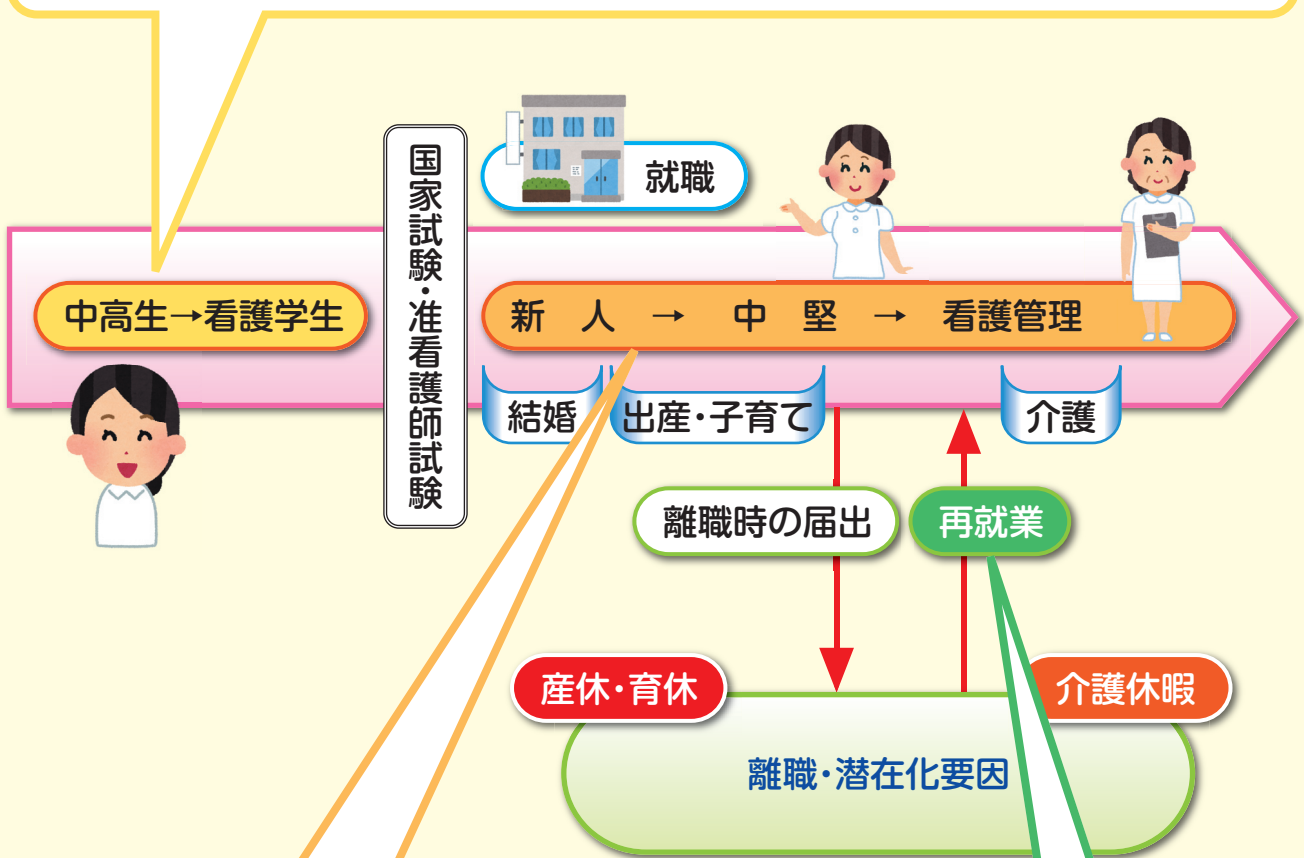 国家試験・准看護師試験
就職
中高生→看護学生
新人→中堅→看護管理
結婚
出産・子育て
介護
離職時の届出
再就業
産休・育休
介護休暇
離職・潜在化要因